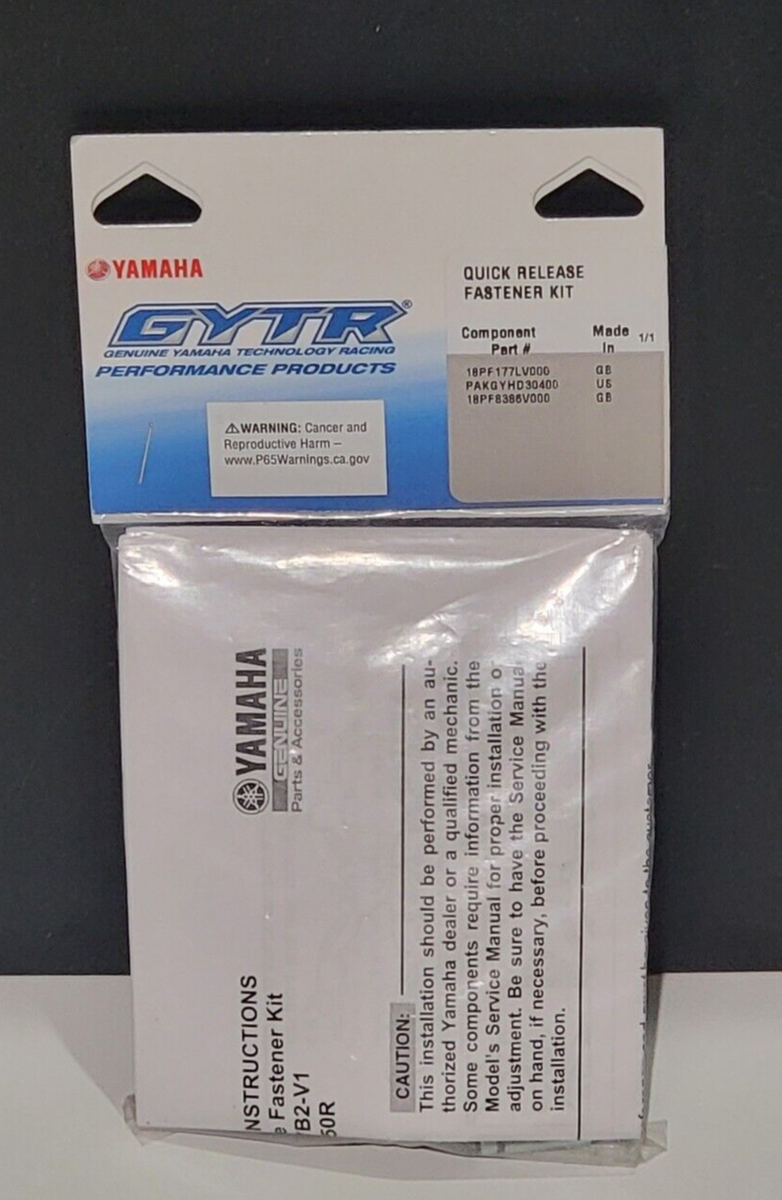 YAMAHA
GYTR®
GENUINE YAMAHA TECHNOLOGY RACING
PERFORMANCE PRODUCTS
⚠WARNING: Cancer and
Reproductive Harm –
www.P65Warnings.ca.gov
QUICK RELEASE
FASTENER KIT
Component Made 1/1
Part # In
18PF177LV000 GB
PAKGYHD30400 US
18PF8386V000 GB
YAMAHA
GENUINE
Parts & Accessories
NSTRUCTIONS
e Fastener Kit
B2-V1
50R
CAUTION:
This installation should be performed by an au-
thorized Yamaha dealer or a qualified mechanic.
Some components require information from the
Model's Service Manual for proper installation or
adjustment. Be sure to have the Service Manual
on hand, if necessary, before proceeding with the
installation.